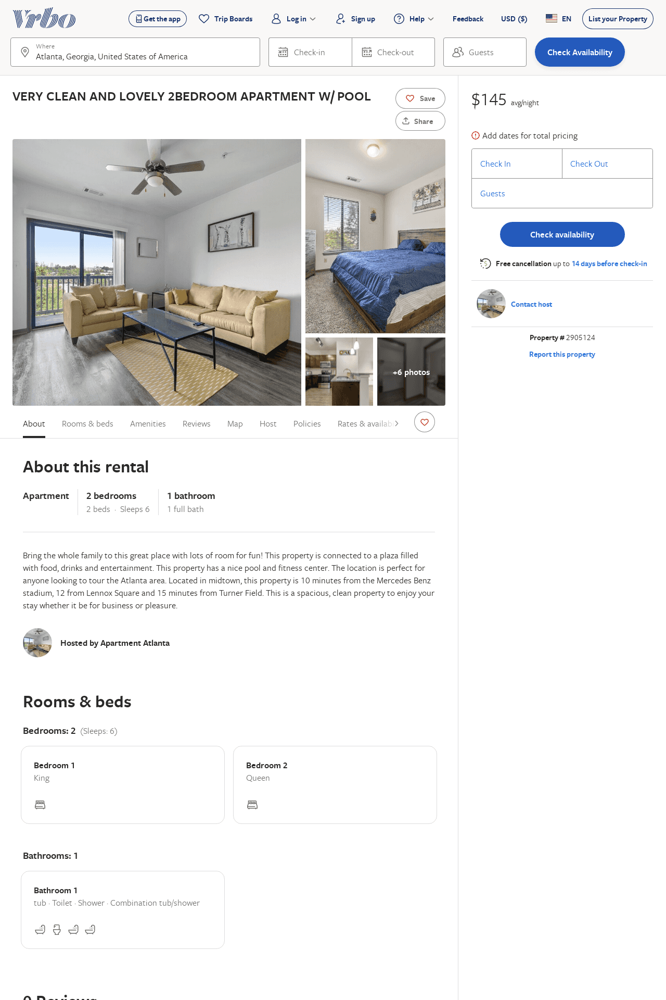 Vrbo
Get the app
Trip Boards
Log in
Sign up
Help
Feedback
USD ($)
EN
List your Property
Where
Atlanta, Georgia, United States of America
Check-in
Check-out
Guests
Check Availability
VERY CLEAN AND LOVELY 2BEDROOM APARTMENT W/ POOL
Save
Share
+6 photos
$145 avg/night
Add dates for total pricing
Check In
Check Out
Guests
Check availability
Free cancellation up to 14 days before check-in
Contact host
Property # 2905124
Report this property
About
Rooms & beds
Amenities
Reviews
Map
Host
Policies
Rates &
About this rental
Apartment
2 bedrooms
2 beds · Sleeps 6
1 bathroom
1 full bath
Bring the whole family to this great place with lots of room for fun! This property is connected to a plaza filled
with food, drinks and entertainment. This property has a nice pool and fitness center. The location is perfect for
anyone looking to tour the Atlanta area. Located in midtown, this property is 10 minutes from the Mercedes Benz
stadium, 12 from Lennox Square and 15 minutes from Turner Field. This is a spacious, clean property to enjoy your
stay whether it be for business or pleasure.
Hosted by Apartment Atlanta
Rooms & beds
Bedrooms: 2 (Sleeps: 6)
Bedroom 1
King
Bedroom 2
Queen
Bathrooms: 1
Bathroom 1
tub · Toilet · Shower · Combination tub/shower
0 Reviews